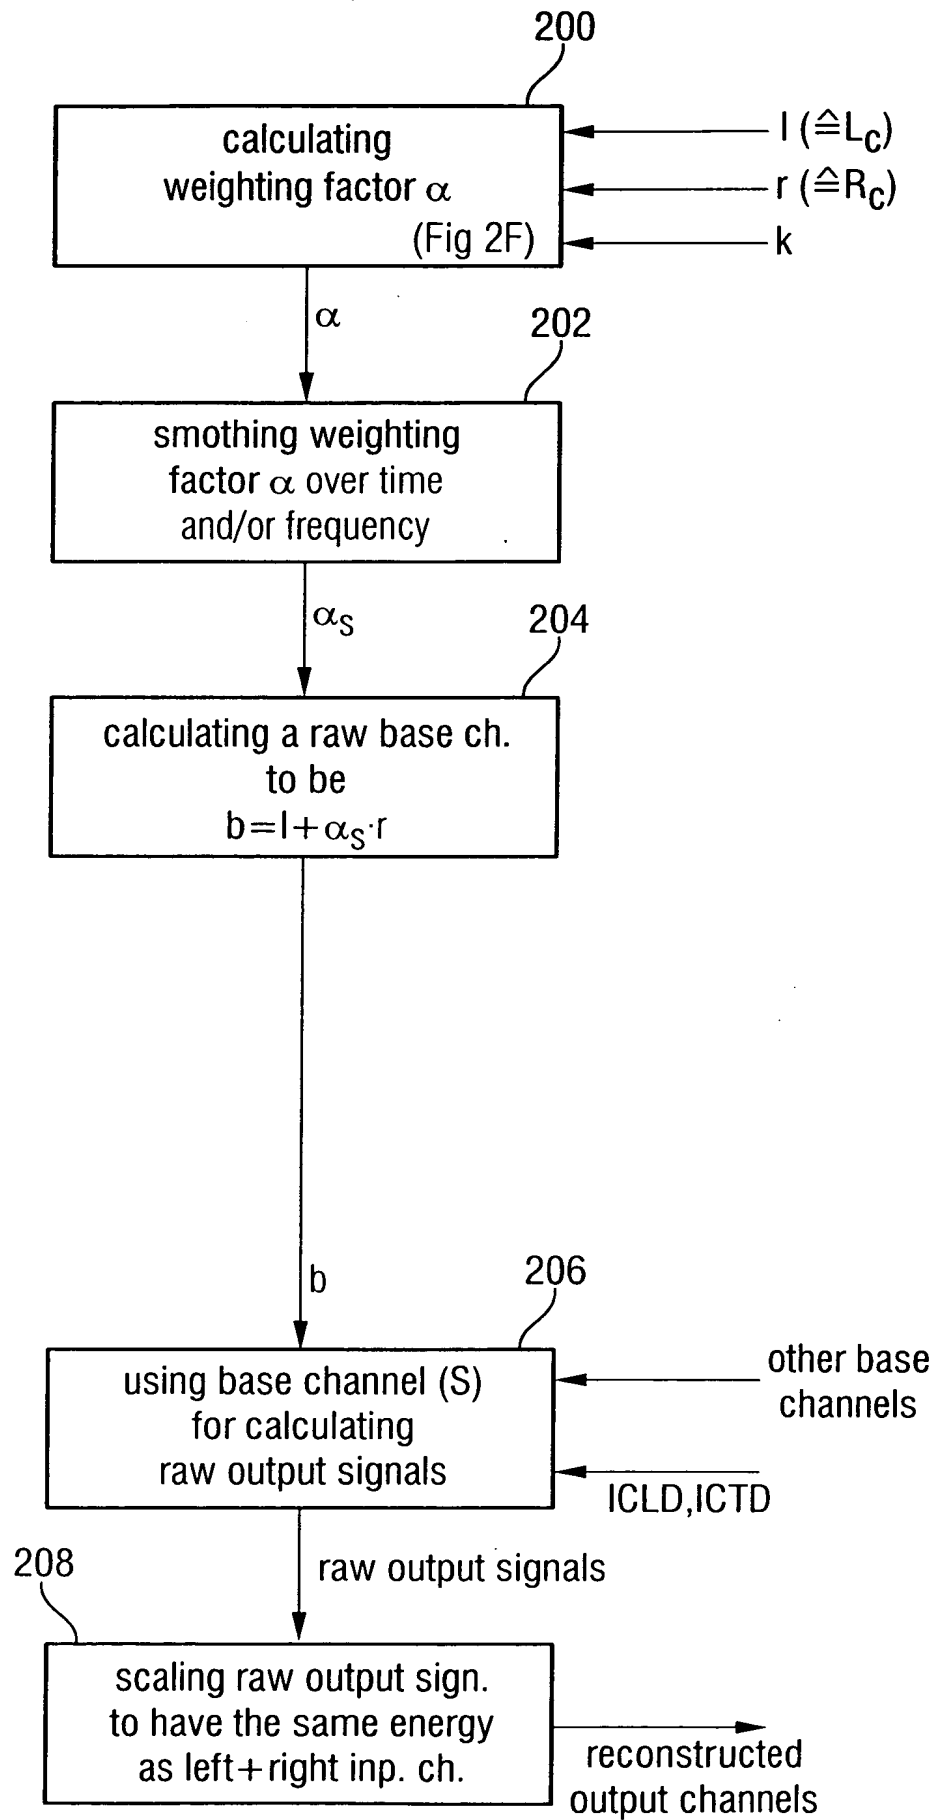 200
calculating
weighting factor α
(Fig 2F)
l (≙L_C)
r (≙R_C)
k
α
202
smothing weighting
factor α over time
and/or frequency
α_S
204
calculating a raw base ch.
to be
b=l+α_S·r
b
206
using base channel (S)
for calculating
raw output signals
other base
channels
ICLD,ICTD
raw output signals
208
scaling raw output sign.
to have the same energy
as left+right inp. ch.
reconstructed
output channels